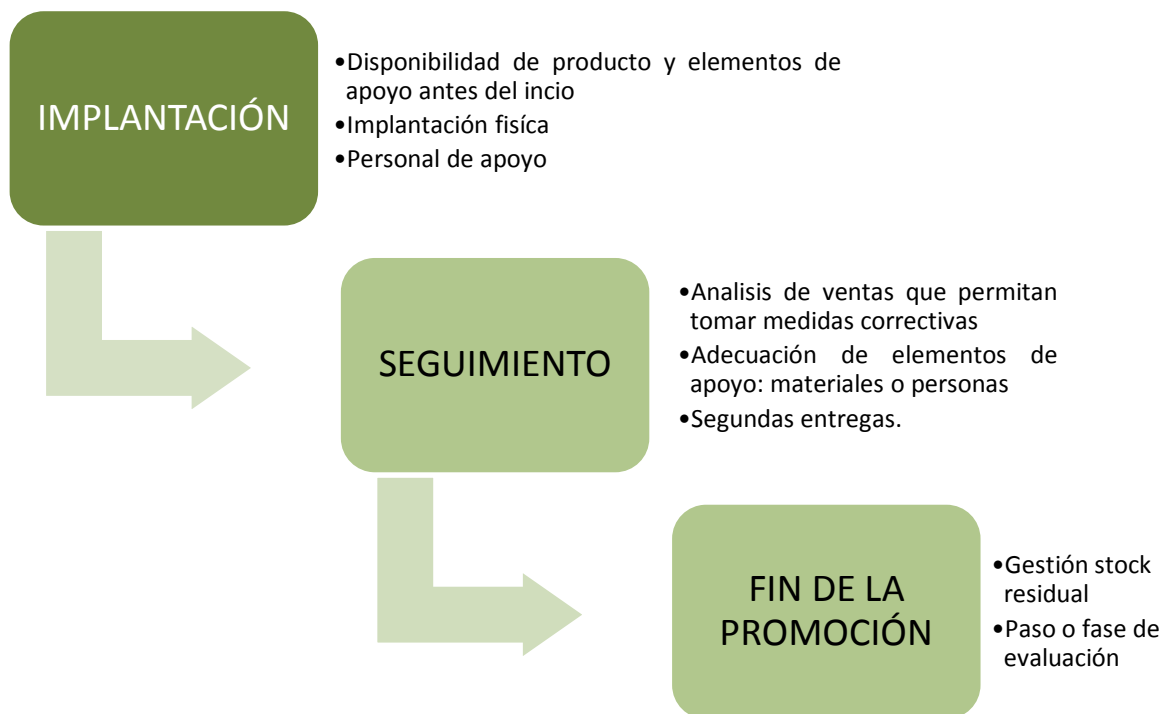 IMPLANTACIÓN
•Disponibilidad de producto y elementos de
apoyo antes del incio
•Implantación fisíca
•Personal de apoyo
SEGUIMIENTO
•Analisis de ventas que permitan
tomar medidas correctivas
•Adecuación de elementos de
apoyo: materiales o personas
•Segundas entregas.
FIN DE LA
PROMOCIÓN
•Gestión stock
residual
•Paso o fase de
evaluación